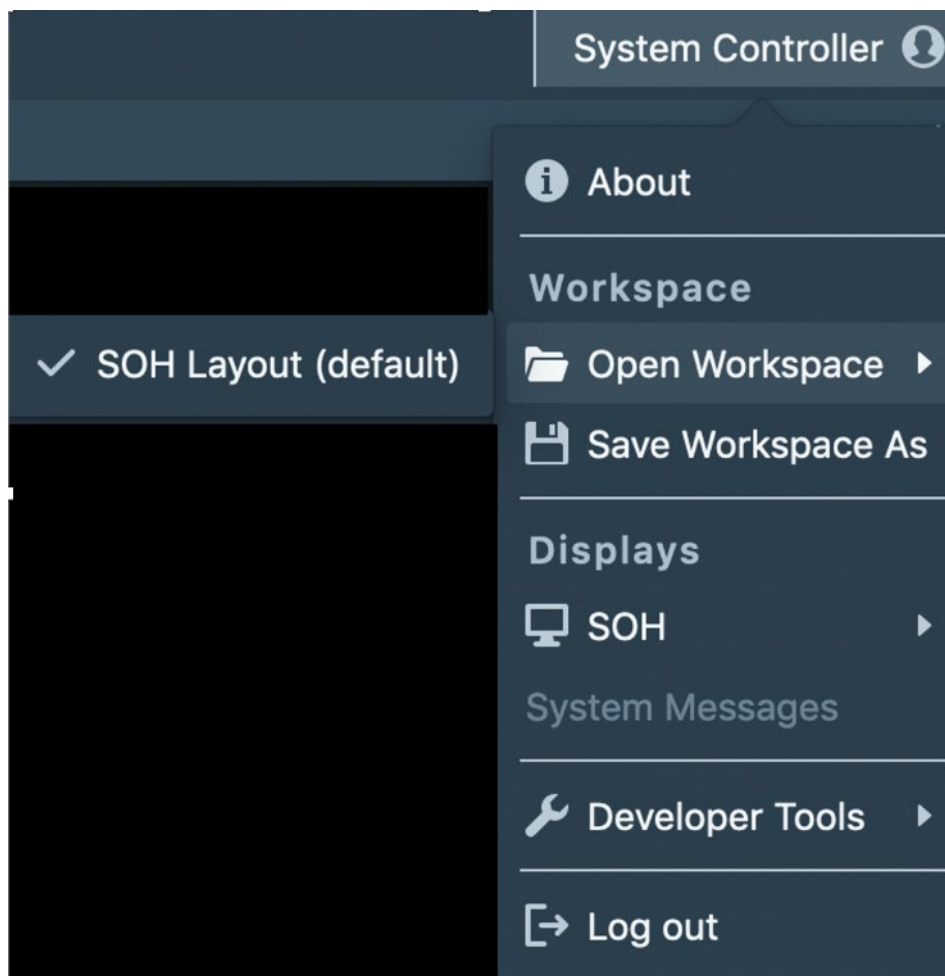 System Controller
About
Workspace
SOH Layout (default)
Open Workspace
Save Workspace As
Displays
SOH
System Messages
Developer Tools
Log out